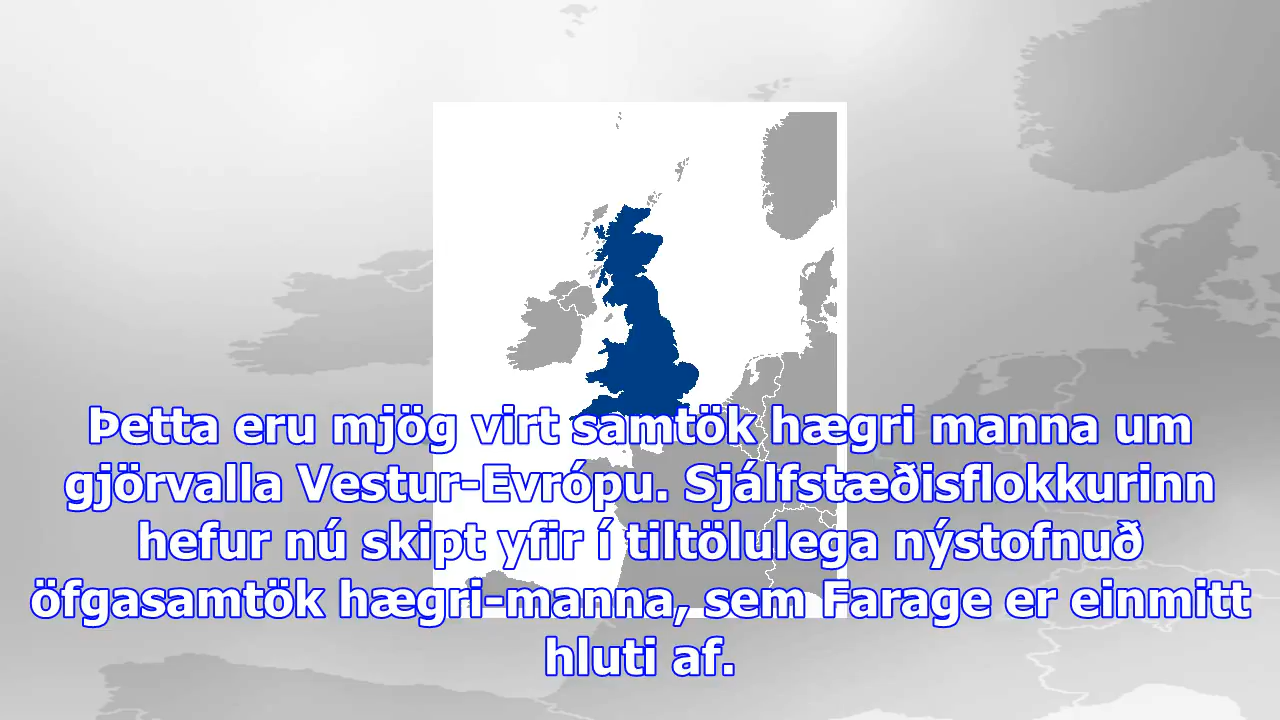 Þetta eru mjög virt samtök hægri manna um
gjörvalla Vestur-Evrópu. Sjálfstæðisflokkurinn
hefur nú skipt yfir í tiltölulega nýstofnuð
öfgasamtök hægri-manna, sem Farage er einmitt
hluti af.